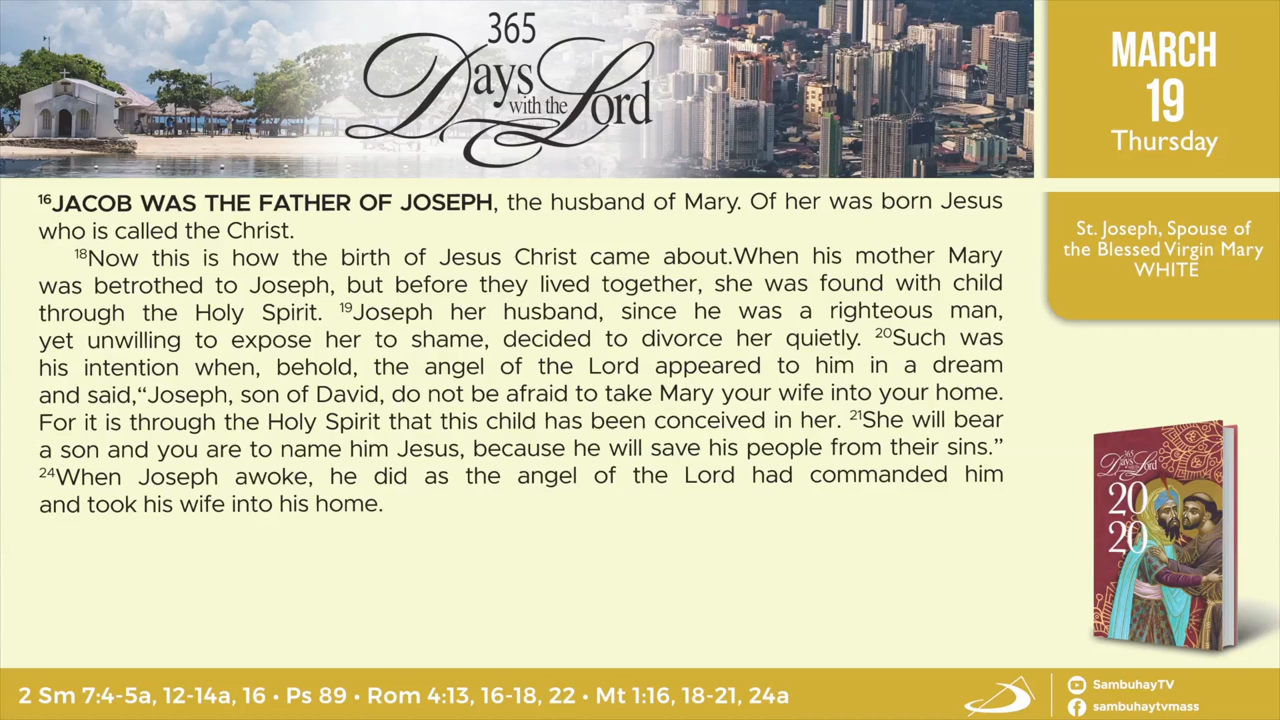 365
Days with the Lord
MARCH
19
Thursday
St. Joseph, Spouse of
the Blessed Virgin Mary
WHITE
¹⁶JACOB WAS THE FATHER OF JOSEPH, the husband of Mary. Of her was born Jesus
who is called the Christ.
¹⁸Now this is how the birth of Jesus Christ came about.When his mother Mary
was betrothed to Joseph, but before they lived together, she was found with child
through the Holy Spirit. ¹⁹Joseph her husband, since he was a righteous man,
yet unwilling to expose her to shame, decided to divorce her quietly. ²⁰Such was
his intention when, behold, the angel of the Lord appeared to him in a dream
and said,“Joseph, son of David, do not be afraid to take Mary your wife into your home.
For it is through the Holy Spirit that this child has been conceived in her. ²¹She will bear
a son and you are to name him Jesus, because he will save his people from their sins.”
²⁴When Joseph awoke, he did as the angel of the Lord had commanded him
and took his wife into his home.
365
Days with the Lord
20
20
2 Sm 7:4-5a, 12-14a, 16 • Ps 89 • Rom 4:13, 16-18, 22 • Mt 1:16, 18-21, 24a
SambuhayTV
sambuhaytvmass